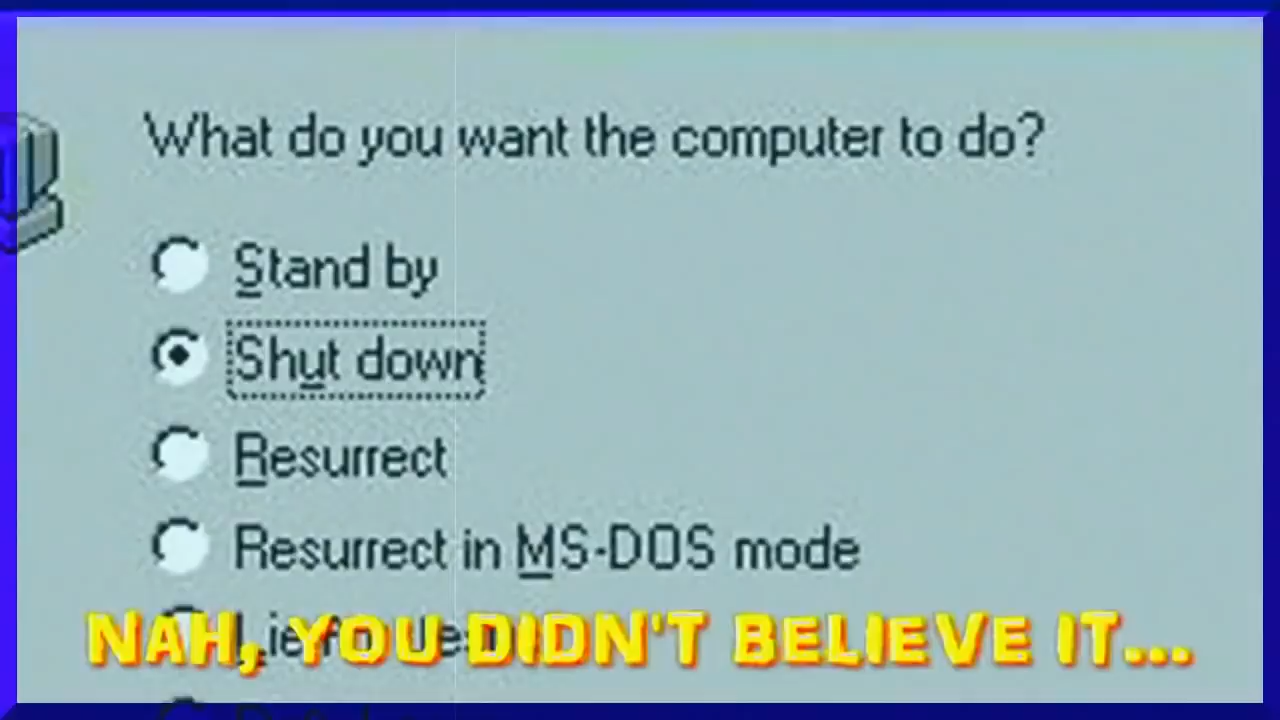 What do you want the computer to do?
Stand by
Shut down
Resurrect
Resurrect in MS-DOS mode
NAH, YOU DIDN'T BELIEVE IT...